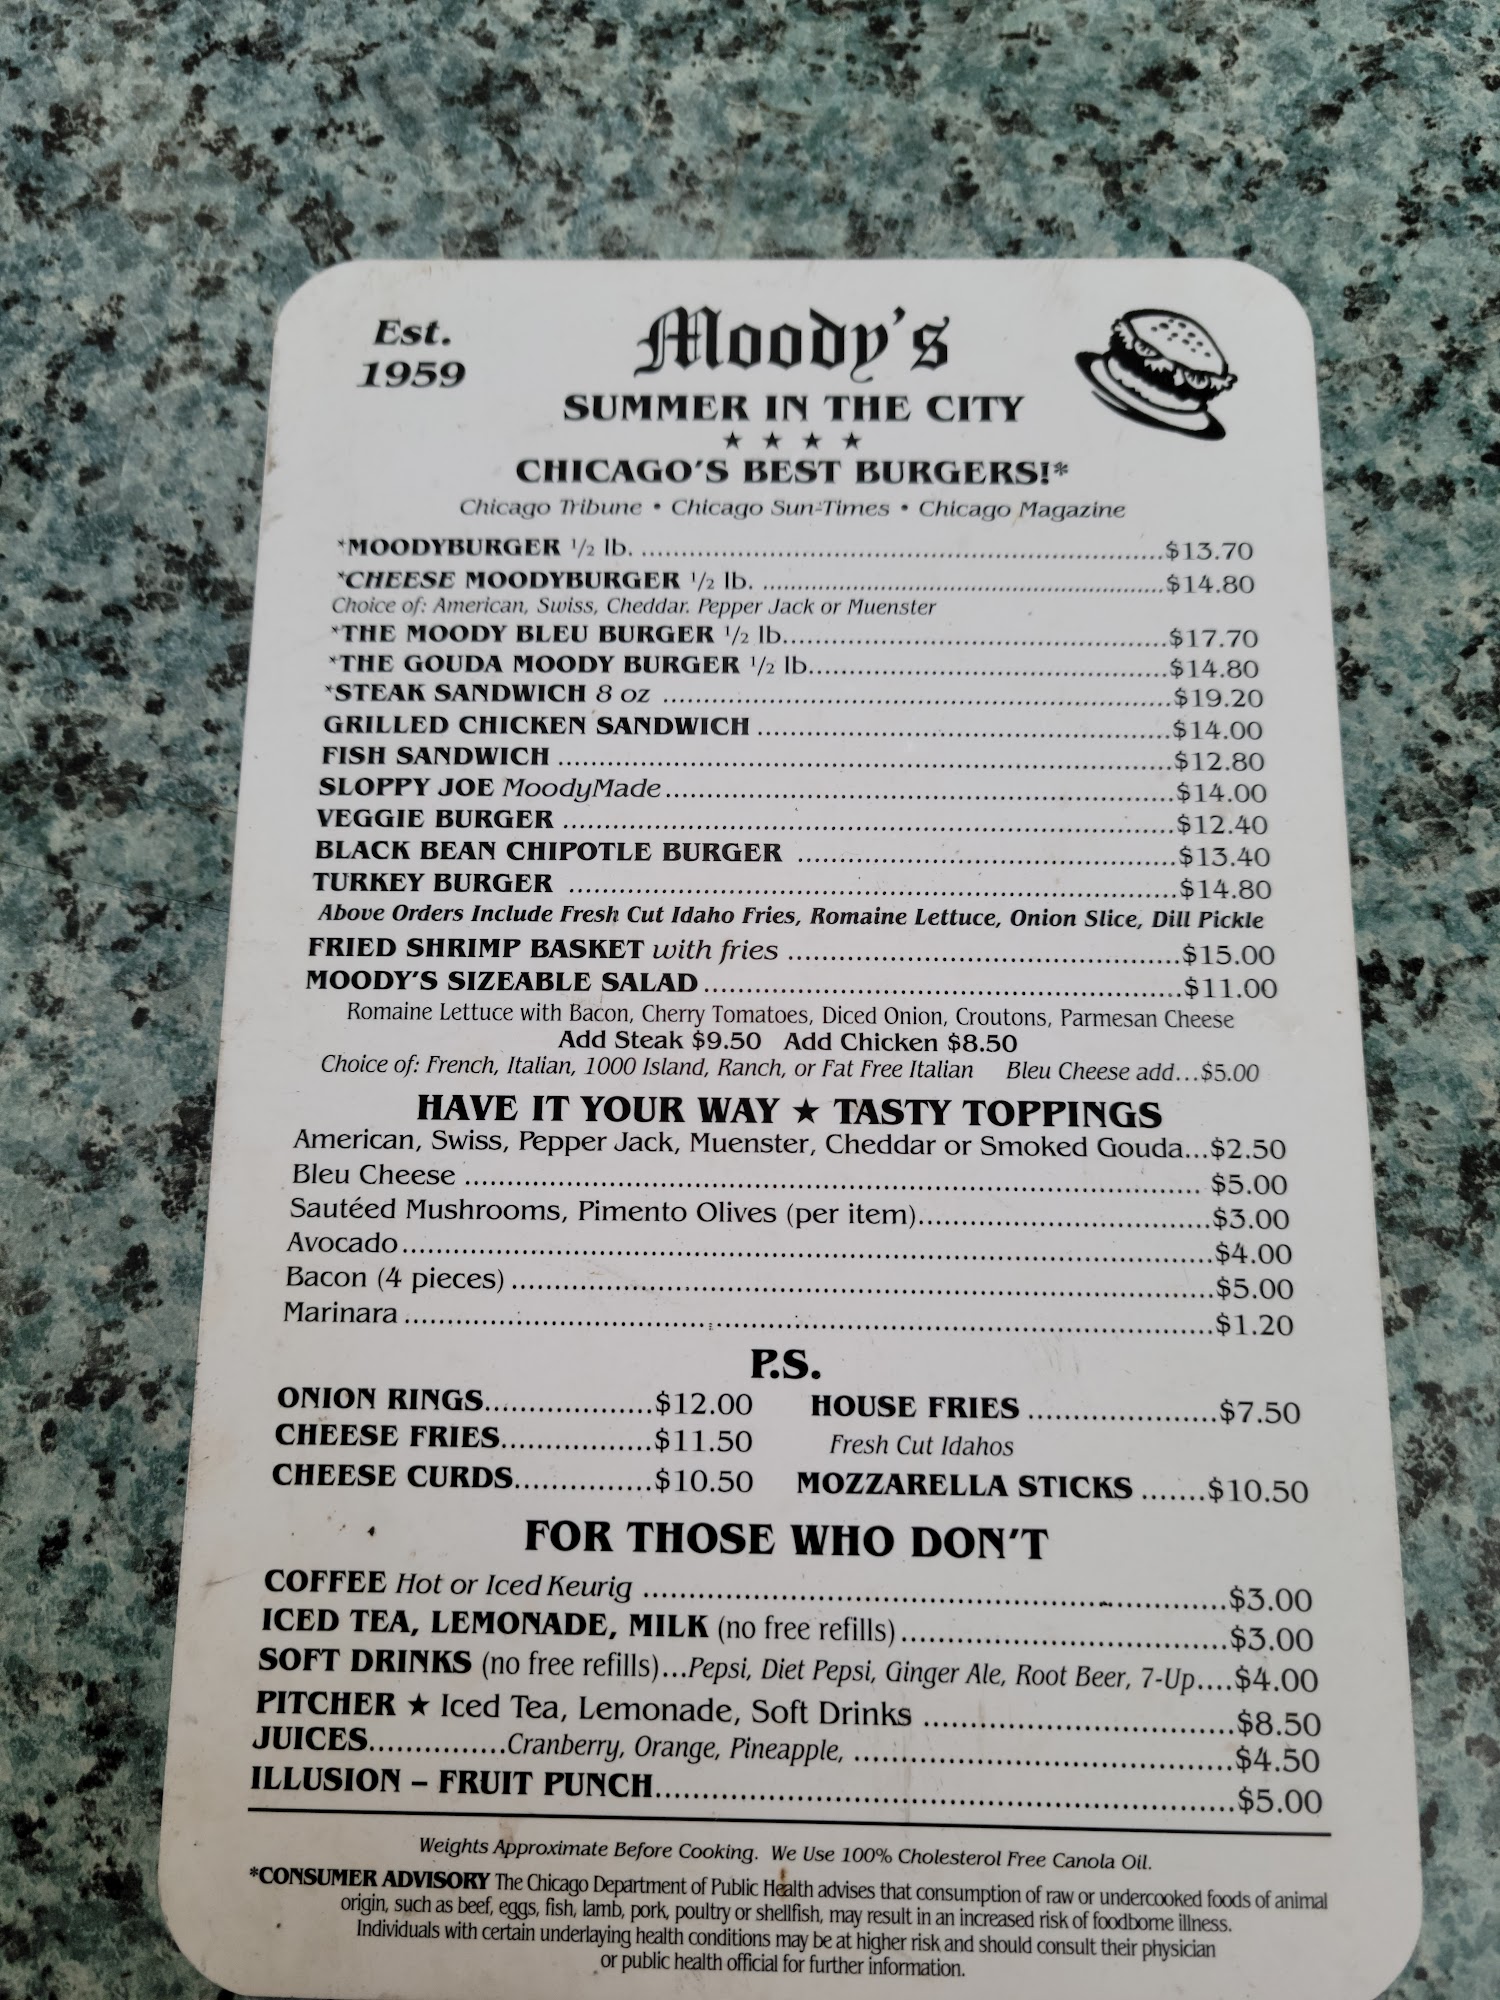 Est.
1959
Moody's
SUMMER IN THE CITY
★ ★ ★ ★
CHICAGO'S BEST BURGERS!*
Chicago Tribune • Chicago Sun-Times • Chicago Magazine
*MOODYBURGER 1/2 lb. ..........$13.70
*CHEESE MOODYBURGER 1/2 lb. ..........$14.80
Choice of: American, Swiss, Cheddar. Pepper Jack or Muenster
*THE MOODY BLEU BURGER 1/2 lb...........$17.70
*THE GOUDA MOODY BURGER 1/2 lb...........$14.80
*STEAK SANDWICH 8 oz ..........$19.20
GRILLED CHICKEN SANDWICH ..........$14.00
FISH SANDWICH ..........$12.80
SLOPPY JOE MoodyMade..........$14.00
VEGGIE BURGER ..........$12.40
BLACK BEAN CHIPOTLE BURGER ..........$13.40
TURKEY BURGER ..........$14.80
Above Orders Include Fresh Cut Idaho Fries, Romaine Lettuce, Onion Slice, Dill Pickle
FRIED SHRIMP BASKET with fries ..........$15.00
MOODY'S SIZEABLE SALAD..........$11.00
Romaine Lettuce with Bacon, Cherry Tomatoes, Diced Onion, Croutons, Parmesan Cheese
Add Steak $9.50 Add Chicken $8.50
Choice of: French, Italian, 1000 Island, Ranch, or Fat Free Italian Bleu Cheese add...$5.00
HAVE IT YOUR WAY ★ TASTY TOPPINGS
American, Swiss, Pepper Jack, Muenster, Cheddar or Smoked Gouda...$2.50
Bleu Cheese .......... $5.00
Sautéed Mushrooms, Pimento Olives (per item)..........$3.00
Avocado..........$4.00
Bacon (4 pieces)..........$5.00
Marinara..........$1.20
P.S.
ONION RINGS..........$12.00 HOUSE FRIES..........$7.50
CHEESE FRIES..........$11.50 Fresh Cut Idahos
CHEESE CURDS..........$10.50 MOZZARELLA STICKS .......$10.50
FOR THOSE WHO DON'T
COFFEE Hot or Iced Keurig ..........$3.00
ICED TEA, LEMONADE, MILK (no free refills)..........$3.00
SOFT DRINKS (no free refills)...Pepsi, Diet Pepsi, Ginger Ale, Root Beer, 7-Up....$4.00
PITCHER ★ Iced Tea, Lemonade, Soft Drinks ..........$8.50
JUICES...............Cranberry, Orange, Pineapple, ..........$4.50
ILLUSION – FRUIT PUNCH..........$5.00
Weights Approximate Before Cooking. We Use 100% Cholesterol Free Canola Oil.
*CONSUMER ADVISORY The Chicago Department of Public Health advises that consumption of raw or undercooked foods of animal
origin, such as beef, eggs, fish, lamb, pork, poultry or shellfish, may result in an increased risk of foodborne illness.
Individuals with certain underlaying health conditions may be at higher risk and should consult their physician
or public health official for further information.